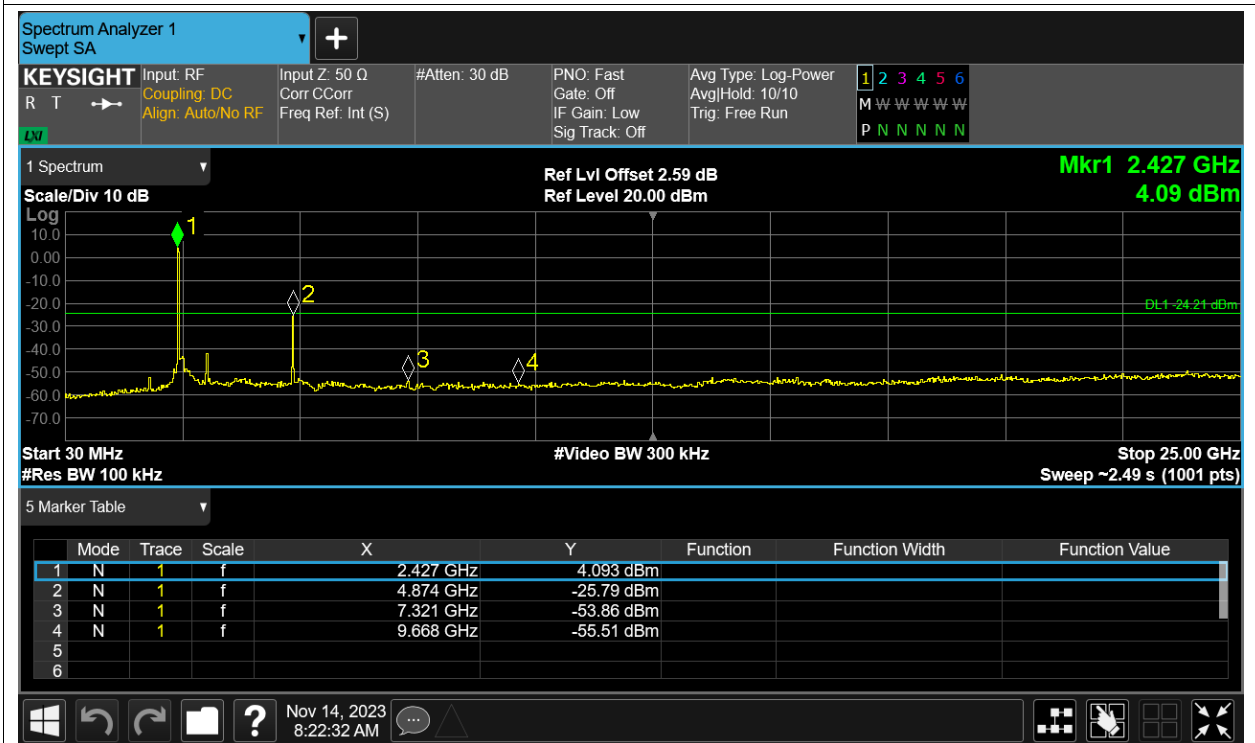 Spectrum Analyzer 1
Swept SA
+
KEYSIGHT
R T
LXI
Input: RF
Coupling: DC
Align: Auto/No RF
Input Z: 50 Ω
Corr CCorr
Freq Ref: Int (S)
#Atten: 30 dB
PNO: Fast
Gate: Off
IF Gain: Low
Sig Track: Off
Avg Type: Log-Power
Avg|Hold: 10/10
Trig: Free Run
1 2 3 4 5 6
M W W W W W
P N N N N N
1 Spectrum
Scale/Div 10 dB
Ref Lvl Offset 2.59 dB
Ref Level 20.00 dBm
Mkr1 2.427 GHz
4.09 dBm
Log
10.0
0.00
-10.0
-20.0
-30.0
-40.0
-50.0
-60.0
-70.0
1
2
3
4
DL1 -24.21 dBm
Start 30 MHz
#Res BW 100 kHz
#Video BW 300 kHz
Stop 25.00 GHz
Sweep ~2.49 s (1001 pts)
5 Marker Table
Mode Trace Scale X Y Function Function Width Function Value
1 N 1 f 2.427 GHz 4.093 dBm
2 N 1 f 4.874 GHz -25.79 dBm
3 N 1 f 7.321 GHz -53.86 dBm
4 N 1 f 9.668 GHz -55.51 dBm
5
6
?
Nov 14, 2023
8:22:32 AM